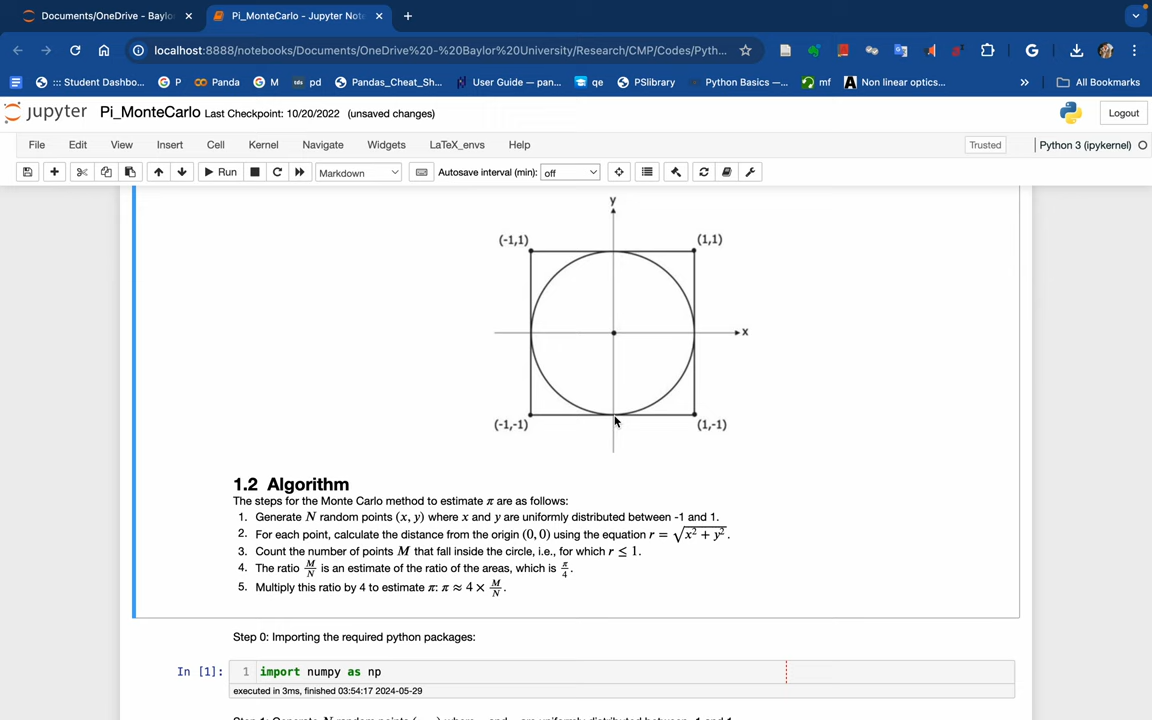 Documents/OneDrive - Baylo
Pi_MonteCarlo - Jupyter Not
localhost:8888/notebooks/Documents/OneDrive%20-%20Baylor%20University/Research/CMP/Codes/Pyth...
::: Student Dashbo...
P
Panda
M
pd
Pandas_Cheat_Sh...
User Guide — pan...
qe
PSlibrary
Python Basics —...
mf
Non linear optics...
»
All Bookmarks
jupyter Pi_MonteCarlo Last Checkpoint: 10/20/2022 (unsaved changes)
Logout
File Edit View Insert Cell Kernel Navigate Widgets LaTeX_envs Help
Trusted
Python 3 (ipykernel)
Run
Markdown
Autosave interval (min): off
y
(-1,1) (1,1)
x
(-1,-1) (1,-1)
1.2 Algorithm
The steps for the Monte Carlo method to estimate π are as follows:
1. Generate N random points (x, y) where x and y are uniformly distributed between -1 and 1.
2. For each point, calculate the distance from the origin (0, 0) using the equation r = √x² + y².
3. Count the number of points M that fall inside the circle, i.e., for which r ≤ 1.
4. The ratio M/N is an estimate of the ratio of the areas, which is π/4.
5. Multiply this ratio by 4 to estimate π: π ≈ 4 × M/N.
Step 0: Importing the required python packages:
In [1]: 1 import numpy as np
executed in 3ms, finished 03:54:17 2024-05-29